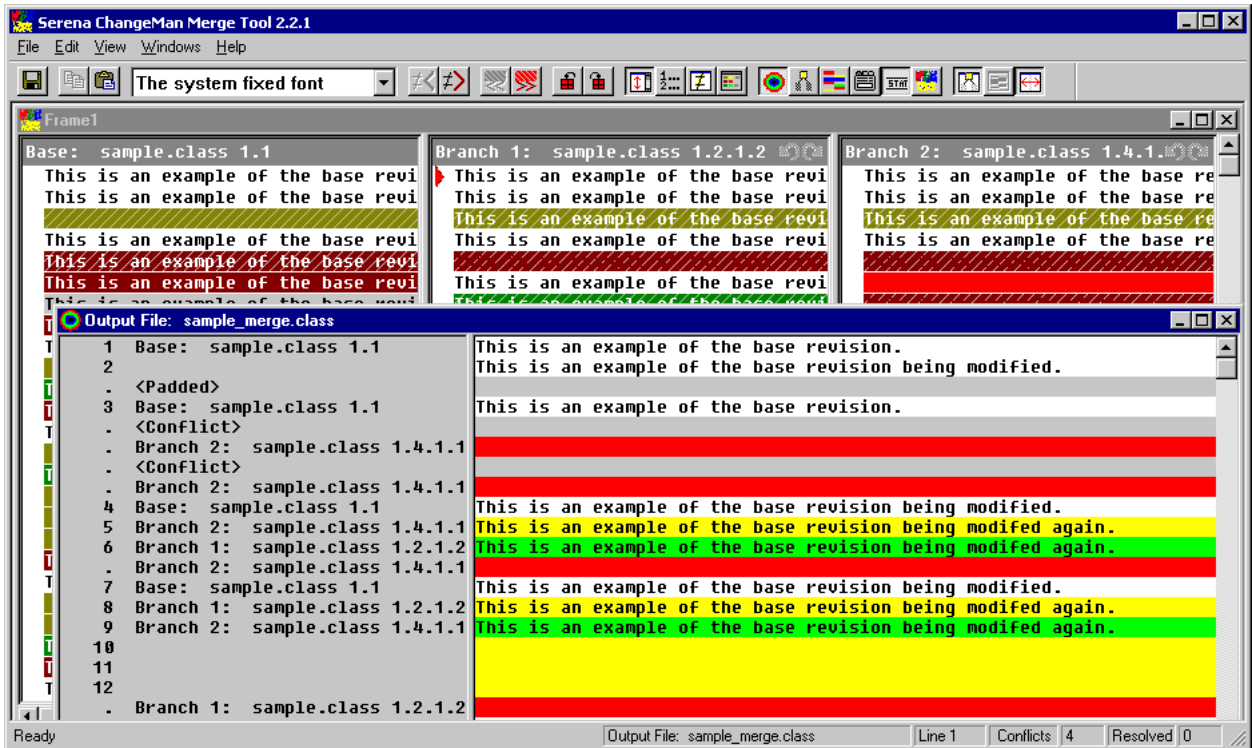 Serena ChangeMan Merge Tool 2.2.1
File Edit View Windows Help
The system fixed font
STAT
Frame1
Base: sample.class 1.1
This is an example of the base revi
This is an example of the base revi
This is an example of the base revi
This is an example of the base revi
This is an example of the base revi
Branch 1: sample.class 1.2.1.2
This is an example of the base revi
This is an example of the base revi
This is an example of the base revi
This is an example of the base revi
This is an example of the base revi
Branch 2: sample.class 1.4.1.
This is an example of the base re
This is an example of the base re
This is an example of the base re
This is an example of the base re
Output File: sample_merge.class
1 Base: sample.class 1.1 This is an example of the base revision.
2 This is an example of the base revision being modified.
. <Padded>
3 Base: sample.class 1.1 This is an example of the base revision.
. <Conflict>
. Branch 2: sample.class 1.4.1.1
. <Conflict>
. Branch 2: sample.class 1.4.1.1
4 Base: sample.class 1.1 This is an example of the base revision being modified.
5 Branch 2: sample.class 1.4.1.1 This is an example of the base revision being modifed again.
6 Branch 1: sample.class 1.2.1.2 This is an example of the base revision being modifed again.
. Branch 2: sample.class 1.4.1.1
7 Base: sample.class 1.1 This is an example of the base revision being modified.
8 Branch 1: sample.class 1.2.1.2 This is an example of the base revision being modifed again.
9 Branch 2: sample.class 1.4.1.1 This is an example of the base revision being modifed again.
10
11
12
. Branch 1: sample.class 1.2.1.2
Ready Output File: sample_merge.class Line 1 Conflicts 4 Resolved 0